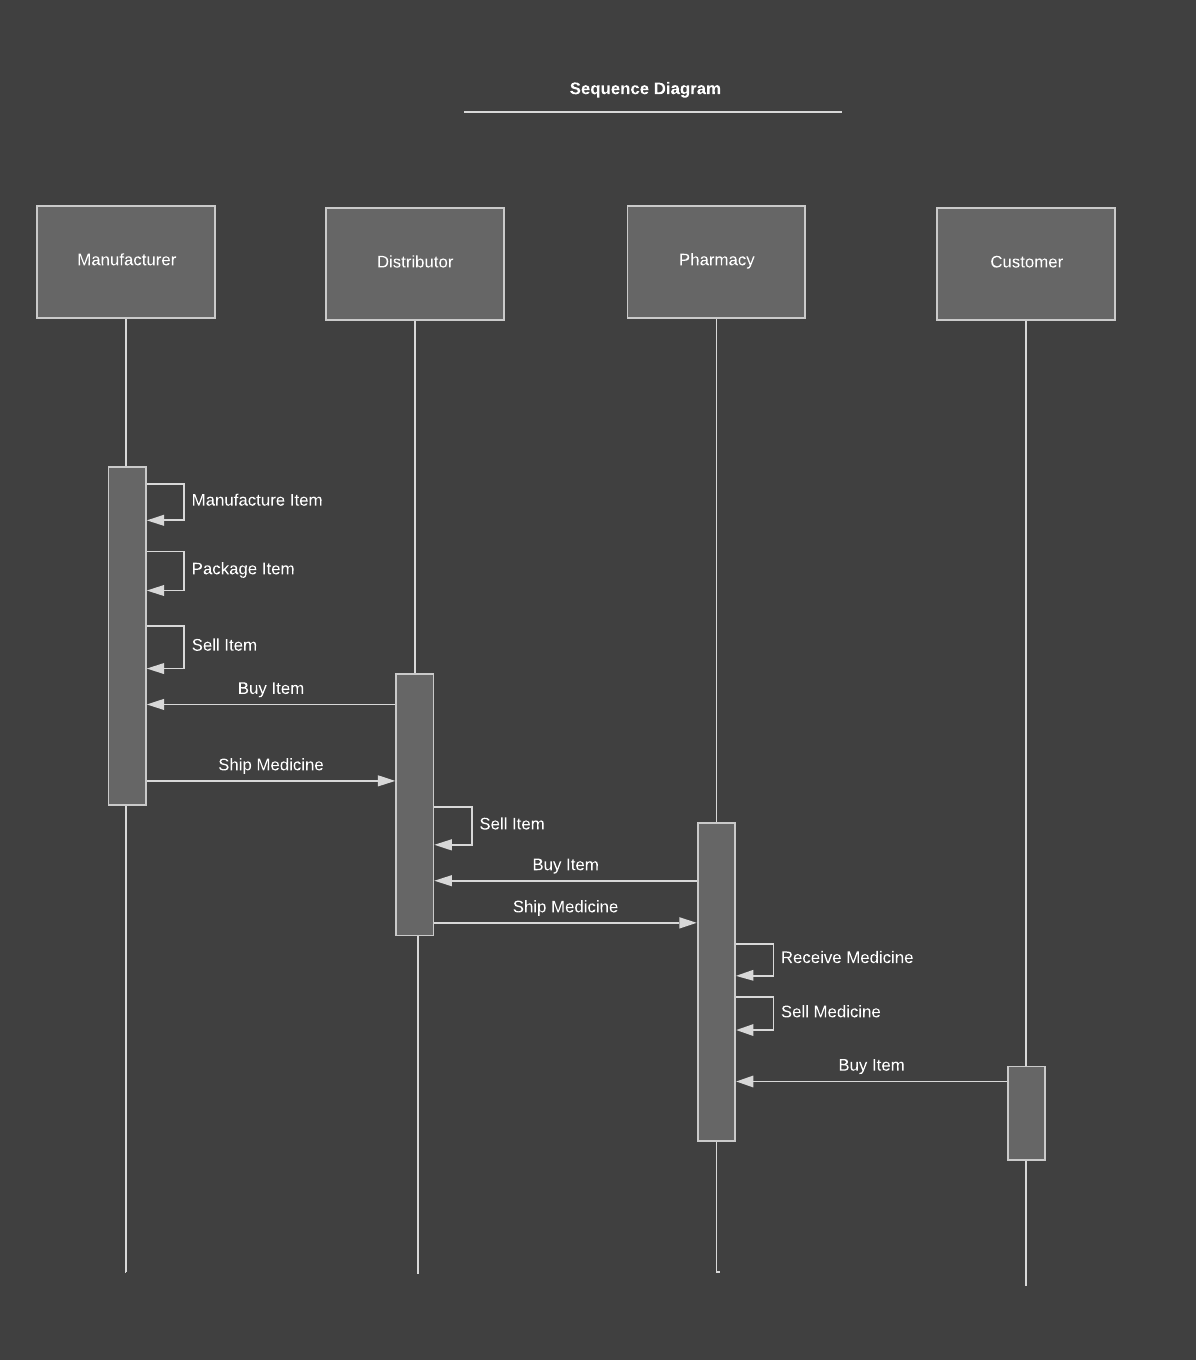 Sequence Diagram
Manufacturer
Distributor
Pharmacy
Customer
Manufacture Item
Package Item
Sell Item
Buy Item
Ship Medicine
Sell Item
Buy Item
Ship Medicine
Receive Medicine
Sell Medicine
Buy Item